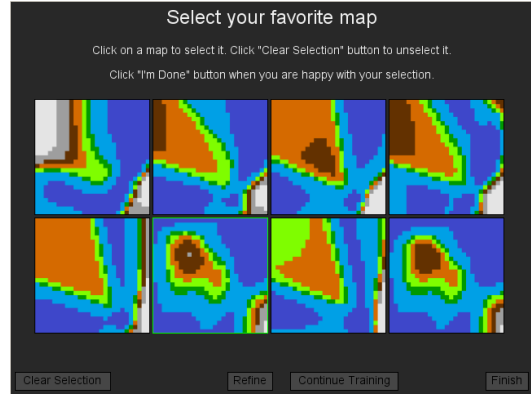 Select your favorite map
Click on a map to select it. Click "Clear Selection" button to unselect it.
Click "I'm Done" button when you are happy with your selection.
Clear Selection
Refine
Continue Training
Finish